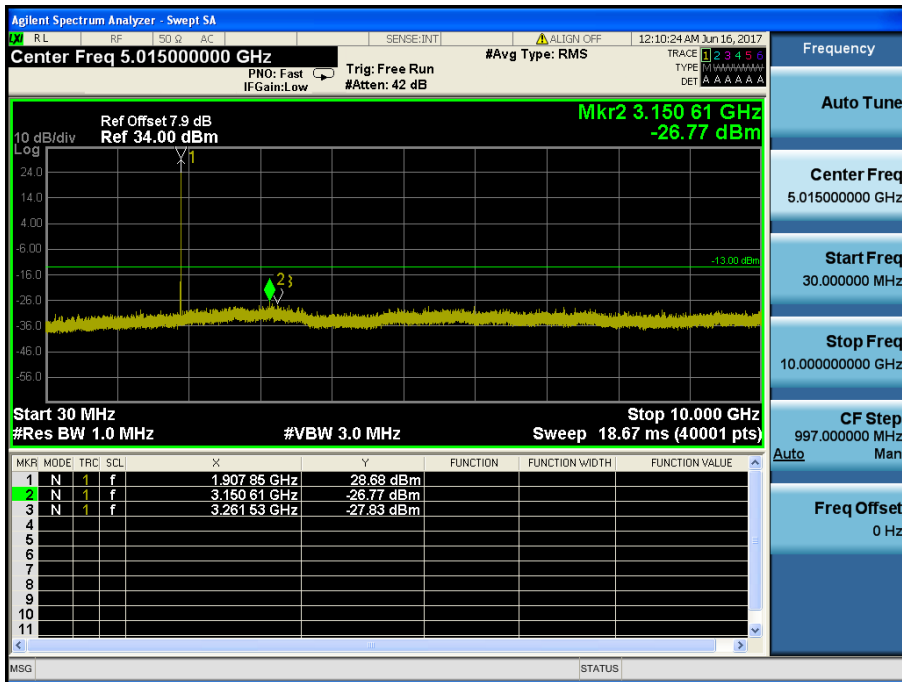 Agilent Spectrum Analyzer - Swept SA
LXI RL RF 50 Ω AC SENSE:INT ALIGN OFF 12:10:24 AM Jun 16, 2017
Center Freq 5.015000000 GHz #Avg Type: RMS TRACE 1 2 3 4 5 6
PNO: Fast Trig: Free Run TYPE MWWWWW
IFGain:Low #Atten: 42 dB DET A A A A A A
Frequency
Auto Tune
Center Freq
5.015000000 GHz
Start Freq
30.000000 MHz
Stop Freq
10.000000000 GHz
CF Step
997.000000 MHz
Auto Man
Freq Offset
0 Hz
Mkr2 3.150 61 GHz
-26.77 dBm
Ref Offset 7.9 dB
10 dB/div Ref 34.00 dBm
Log
1
24.0
14.0
4.00
-6.00
-13.00 dBm
-16.0
2 3
-26.0
-36.0
-46.0
-56.0
Start 30 MHz Stop 10.000 GHz
#Res BW 1.0 MHz #VBW 3.0 MHz Sweep 18.67 ms (40001 pts)
MKR MODE TRC SCL X Y FUNCTION FUNCTION WIDTH FUNCTION VALUE
1 N 1 f 1.907 85 GHz 28.68 dBm
2 N 1 f 3.150 61 GHz -26.77 dBm
3 N 1 f 3.261 53 GHz -27.83 dBm
4
5
6
7
8
9
10
11
MSG STATUS